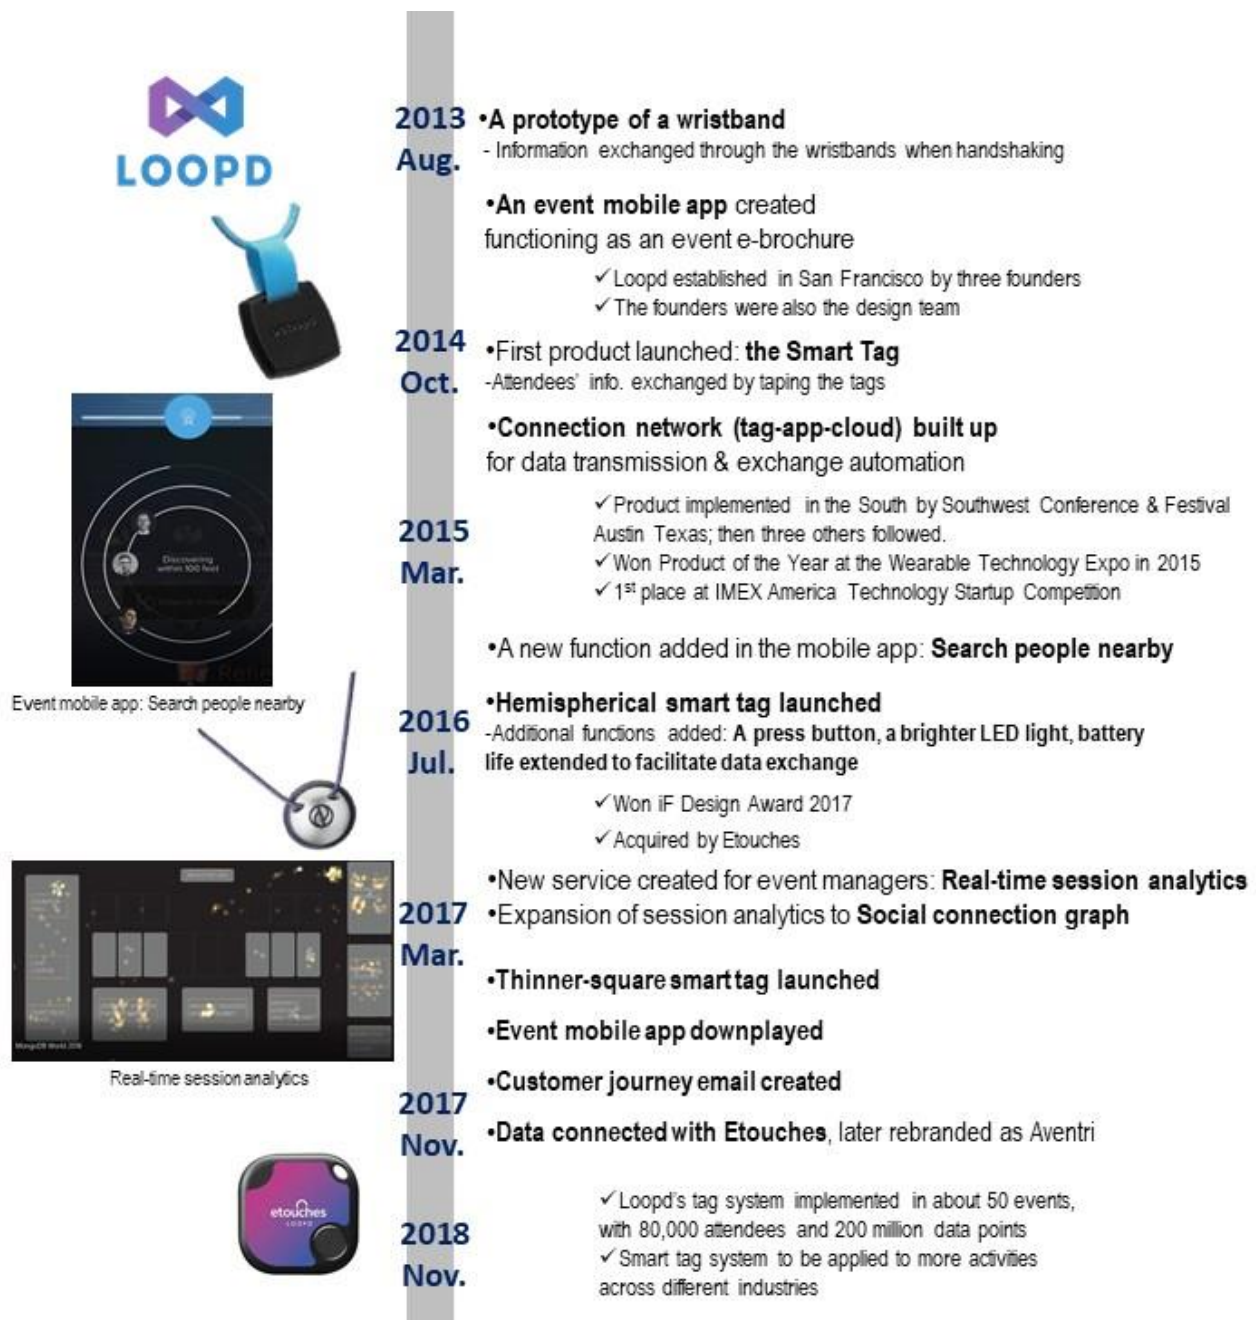 LOOPD
2013
Aug.
•A prototype of a wristband
- Information exchanged through the wristbands when handshaking
•An event mobile app created
functioning as an event e-brochure
✓Loopd established in San Francisco by three founders
✓The founders were also the design team
2014
Oct.
•First product launched: the Smart Tag
-Attendees' info. exchanged by taping the tags
•Connection network (tag-app-cloud) built up
for data transmission & exchange automation
Discovering
within 100 feet
2015
Mar.
✓Product implemented in the South by Southwest Conference & Festival
Austin Texas; then three others followed.
✓Won Product of the Year at the Wearable Technology Expo in 2015
✓1st place at IMEX America Technology Startup Competition
•A new function added in the mobile app: Search people nearby
Event mobile app: Search people nearby
2016
Jul.
•Hemispherical smart tag launched
-Additional functions added: A press button, a brighter LED light, battery
life extended to facilitate data exchange
✓Won iF Design Award 2017
✓Acquired by Etouches
•New service created for event managers: Real-time session analytics
2017
Mar.
•Expansion of session analytics to Social connection graph
•Thinner-square smart tag launched
•Event mobile app downplayed
MongoDB World 2016
Real-time session analytics
•Customer journey email created
2017
Nov.
•Data connected with Etouches, later rebranded as Aventri
etouches
LOOPD
2018
Nov.
✓Loopd's tag system implemented in about 50 events,
with 80,000 attendees and 200 million data points
✓Smart tag system to be applied to more activities
across different industries